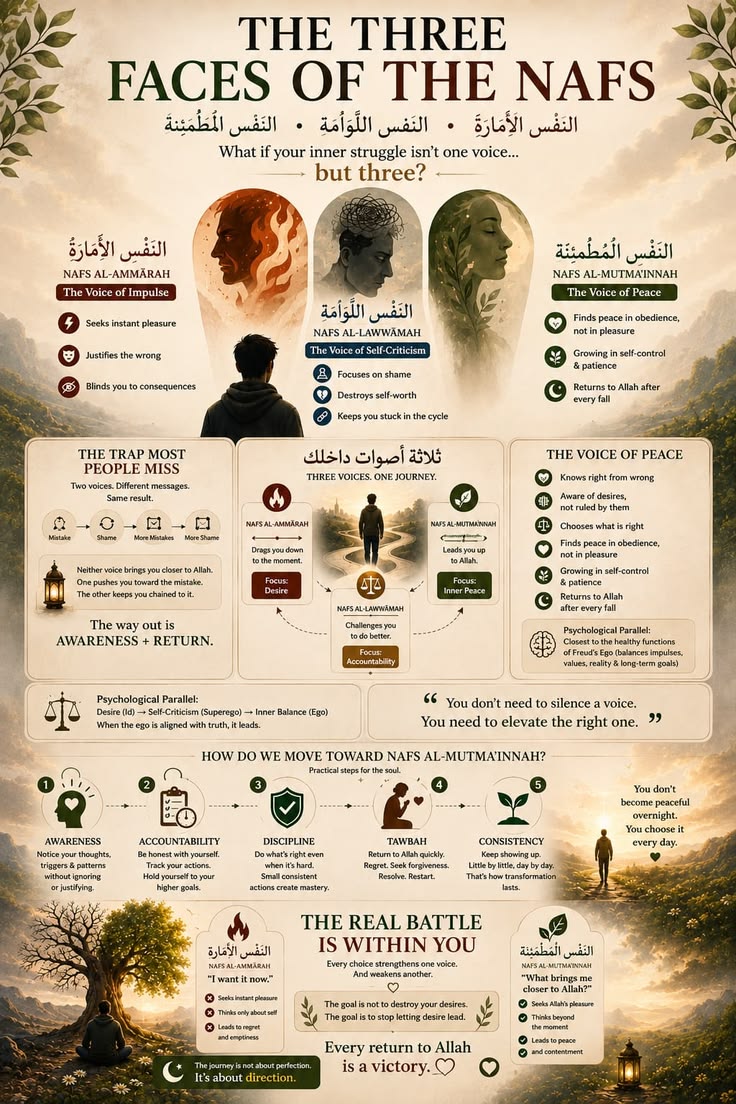 THE THREE
FACES OF THE NAFS
النَفْس الأَمارَةِ • النَفس اللَّوَاُمَةِ • النَفْس المُطْمَئِنة
What if your inner struggle isn't one voice...
but three?
النَفْسِ الأَمارَةُ
NAFS AL-AMMĀRAH
The Voice of Impulse
Seeks instant pleasure
Justifies the wrong
Blinds you to consequences
النَفْسِ اللَّوَاُمَة
NAFS AL-LAWWĀMAH
The Voice of Self-Criticism
Focuses on shame
Destroys self-worth
Keeps you stuck in the cycle
النَفْسِ المُطْمئِنَة
NAFS AL-MUTMA'INNAH
The Voice of Peace
Finds peace in obedience,
not in pleasure
Growing in self-control
& patience
Returns to Allah after
every fall
THE TRAP MOST
PEOPLE MISS
Two voices. Different messages.
Same result.
Mistake
Shame
More Mistakes
More Shame
Neither voice brings you closer to Allah.
One pushes you toward the mistake.
The other keeps you chained to it.
The way out is
AWARENESS + RETURN.
ثَلاثَة أصوات داخلك
THREE VOICES. ONE JOURNEY.
NAFS AL-AMMĀRAH
Drags you down
to the moment.
Focus:
Desire
NAFS AL-LAWWĀMAH
Challenges you
to do better.
Focus:
Accountability
NAFS AL-MUTMA'INNAH
Leads you up
to Allah.
Focus:
Inner Peace
THE VOICE OF PEACE
Knows right from wrong
Aware of desires,
not ruled by them
Chooses what is right
Finds peace in obedience,
not in pleasure
Growing in self-control
& patience
Returns to Allah
after every fall
Psychological Parallel:
Closest to the healthy functions
of Freud's Ego (balances impulses,
values, reality & long-term goals)
Psychological Parallel:
Desire (Id) → Self-Criticism (Superego) → Inner Balance (Ego)
When the ego is aligned with truth, it leads.
“ You don't need to silence a voice.
You need to elevate the right one. ”
HOW DO WE MOVE TOWARD NAFS AL-MUTMA'INNAH?
Practical steps for the soul.
1
AWARENESS
Notice your thoughts,
triggers & patterns
without ignoring
or justifying.
2
ACCOUNTABILITY
Be honest with yourself.
Track your actions.
Hold yourself to your
higher goals.
3
DISCIPLINE
Do what's right even
when it's hard.
Small consistent
actions create mastery.
4
TAWBAH
Return to Allah quickly.
Regret. Seek forgiveness.
Resolve. Restart.
5
CONSISTENCY
Keep showing up.
Little by little, day by day.
That's how transformation
lasts.
You don't
become peaceful
overnight.
You choose it
every day.
النَفْسِ الأَمارَة
NAFS AL-AMMĀRAH
"I want it now."
Seeks instant pleasure
Thinks only about self
Leads to regret
and emptiness
THE REAL BATTLE
IS WITHIN YOU
Every choice strengthens one voice.
And weakens another.
The goal is not to destroy your desires.
The goal is to stop letting desire lead.
Every return to Allah
is a victory.
النَفْسِ المُطْمَئِنَّة
NAFS AL-MUTMA'INNAH
"What brings me
closer to Allah?"
Seeks Allah's pleasure
Thinks beyond
the moment
Leads to peace
and contentment
The journey is not about perfection.
It's about direction.